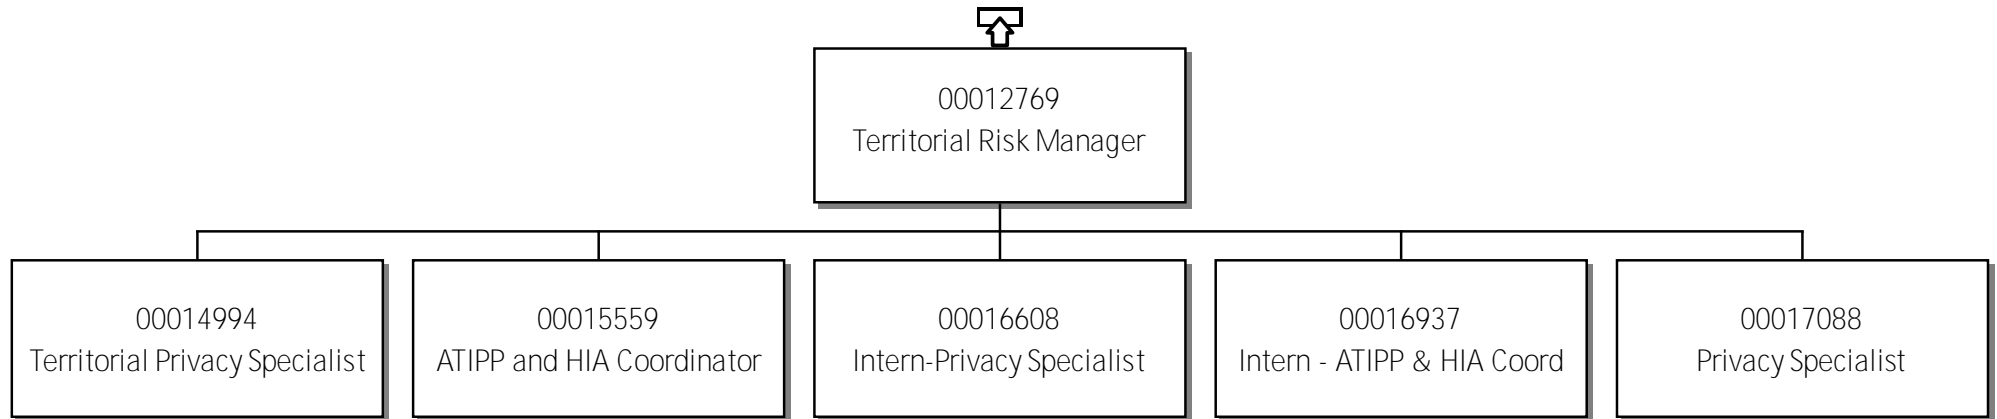 00012769
Territorial Risk Manager
00014994
Territorial Privacy Specialist
00015559
ATIPP and HIA Coordinator
00016608
Intern-Privacy Specialist
00016937
Intern - ATIPP & HIA Coord
00017088
Privacy Specialist